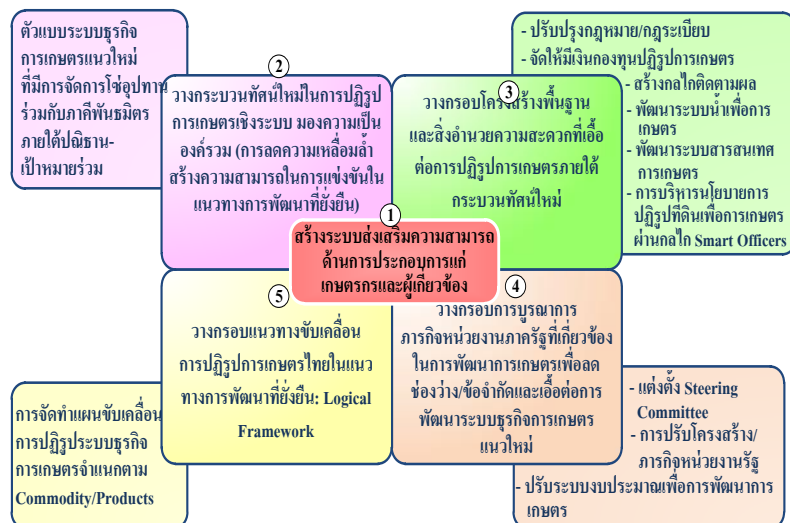 ตัวแบบระบบธุรกิจ
การเกษตรแนวใหม่
ที่มีการจัดการโซ่อุปทาน
ร่วมกับภาคีพันธมิตร
ภายใต้ปณิธาน-
เป้าหมายร่วม
2
วางกระบวนทัศน์ใหม่ในการปฏิรูป
การเกษตรเชิงระบบ มองความเป็น
องค์รวม (การลดความเหลื่อมล้ำ
สร้างความสามารถในการแข่งขันใน
แนวทางการพัฒนาที่ยั่งยืน)
3
วางกรอบโครงสร้างพื้นฐาน
และสิ่งอำนวยความสะดวกที่เอื้อ
ต่อการปฏิรูปการเกษตรภายใต้
กระบวนทัศน์ใหม่
- ปรับปรุงกฎหมาย/กฎระเบียบ
- จัดให้มีเงินกองทุนปฏิรูปการเกษตร
- สร้างกลไกติดตามผล
- พัฒนาระบบน้ำเพื่อการ
เกษตร
- พัฒนาระบบสารสนเทศ
การเกษตร
- การบริหารนโยบายการ
ปฏิรูปที่ดินเพื่อการเกษตร
ผ่านกลไก Smart Officers
1
สร้างระบบส่งเสริมความสามารถ
ด้านการประกอบการแก่
เกษตรกรและผู้เกี่ยวข้อง
5
วางกรอบแนวทางขับเคลื่อน
การปฏิรูปการเกษตรไทยในแนว
ทางการพัฒนาที่ยั่งยืน: Logical
Framework
4
วางกรอบการบูรณาการ
ภารกิจหน่วยงานภาครัฐที่เกี่ยวข้อง
ในการพัฒนาการเกษตรเพื่อลด
ช่องว่าง/ข้อจำกัดและเอื้อต่อการ
พัฒนาระบบธุรกิจการเกษตร
แนวใหม่
การจัดทำแผนขับเคลื่อน
การปฏิรูประบบธุรกิจ
การเกษตรจำแนกตาม
Commodity/Products
- แต่งตั้ง Steering
Committee
- การปรับโครงสร้าง/
ภารกิจหน่วยงานรัฐ
- ปรับระบบงบประมาณเพื่อการพัฒนาการ
เกษตร